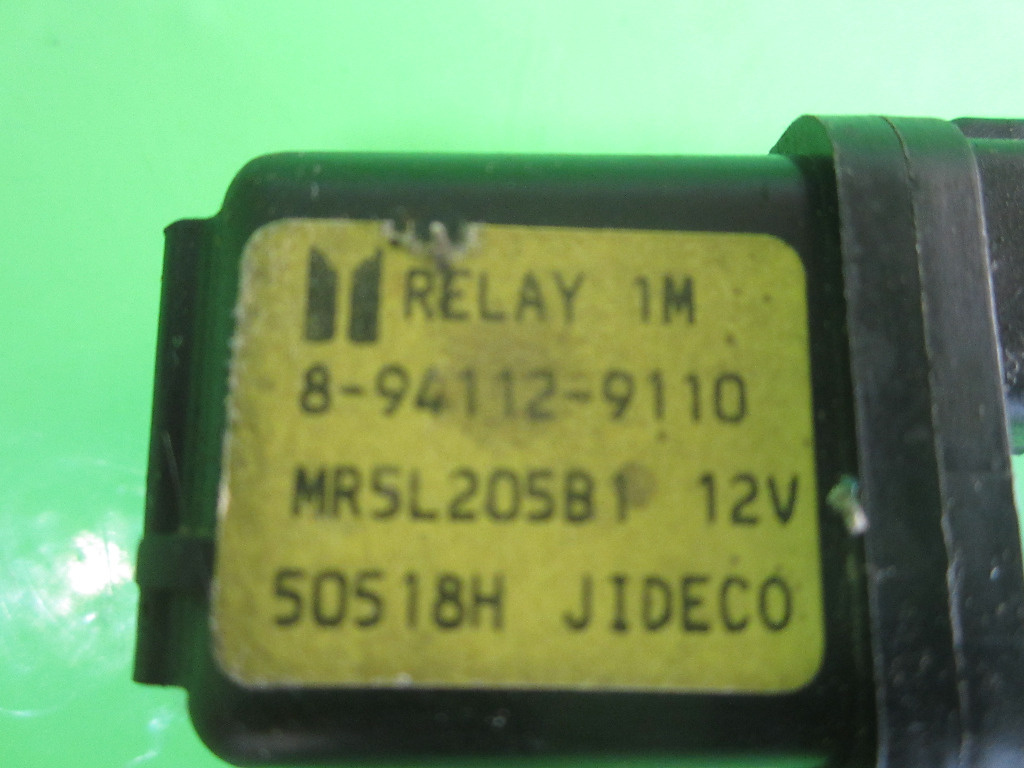 RELAY 1M
8-94112-9110
MR5L205B1 12V
50518H JIDECO